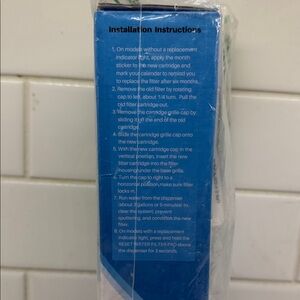 Installation Instructions
1. On models without a replacement
indicator light, apply the month
sticker to the new cartridge and
mark your calendar to remind you
to replace the filter after six months.
2. Remove the old filter by rotating
cap to left, about 1/4 turn. Pull the
old filter cartridge out.
3. Remove the cartridge grille cap by
sliding it off the end of the old
cartridge.
4. Slide the cartridge grille cap onto
the new cartridge.
5. With the new cartridge cap in the
vertical position, insert the new
filter cartridge into the filter
housing under the base grille.
6. Turn the cap to right to a
horizontal position, make sure filter
locks in.
7. Run water from the dispenser
about 3 gallons or 5 minutes to
clear the system, prevent
sputtering, and condition the new
filter.
8. On models with a replacement
indicator light, press and hold the
RESET WATER FILTER PAD above
the dispenser for 3 seconds.